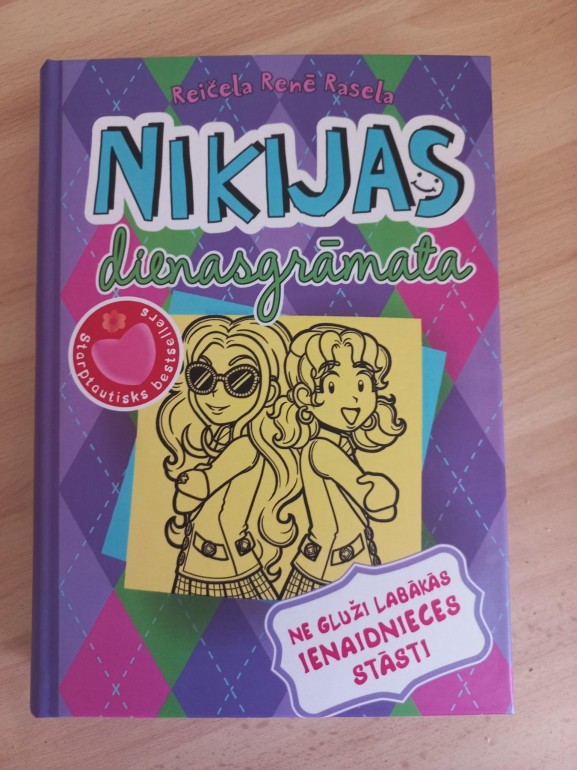 Reičela Renē Rasela
NIKIJAS
dienasgrāmata
Starptautisks bestsellers
NE GLUŽI LABĀKĀS
IENAIDNIECES
STĀSTI